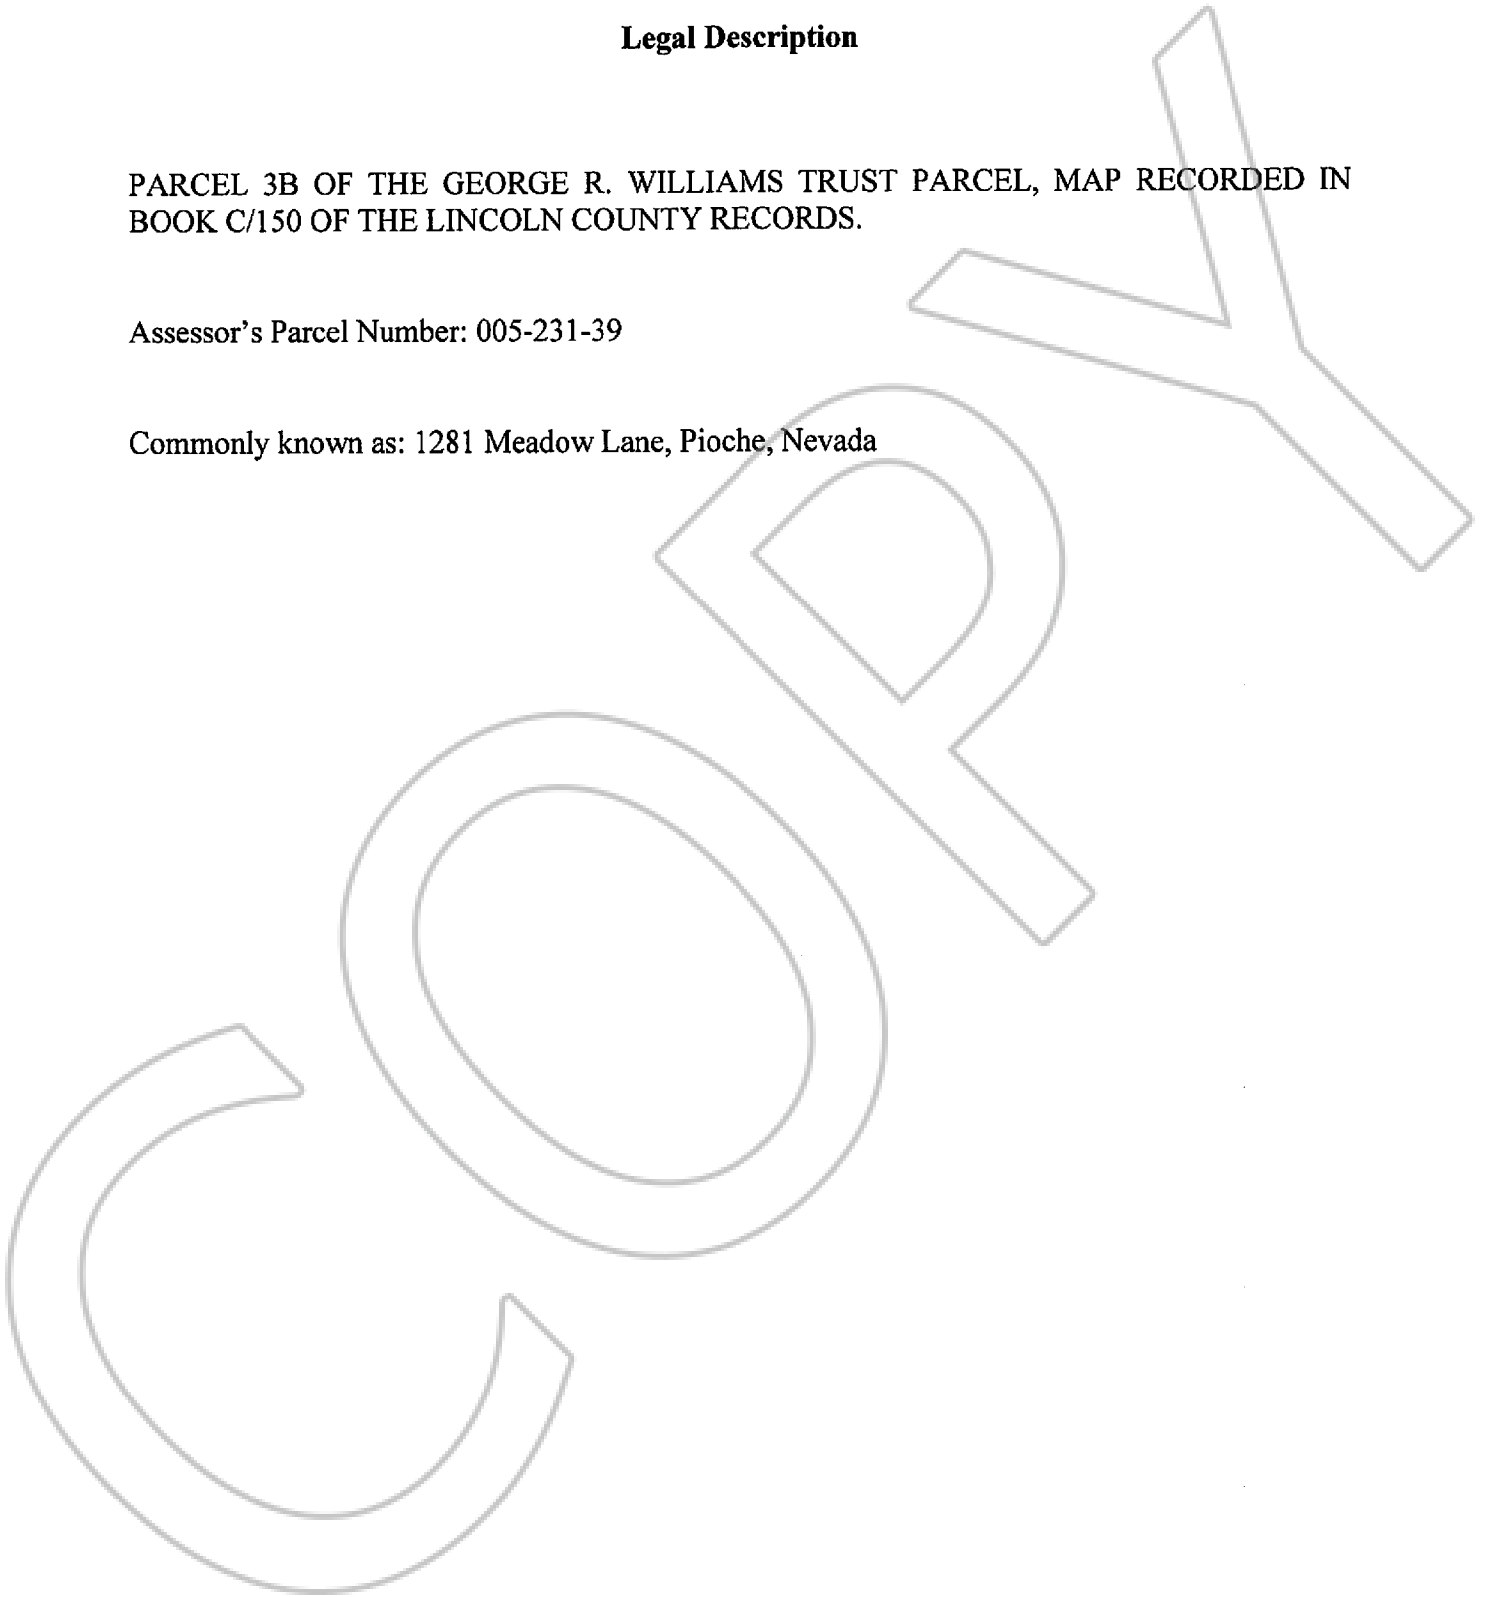 Legal Description
PARCEL 3B OF THE GEORGE R. WILLIAMS TRUST PARCEL, MAP RECORDED IN
BOOK C/150 OF THE LINCOLN COUNTY RECORDS.
Assessor's Parcel Number: 005-231-39
Commonly known as: 1281 Meadow Lane, Pioche, Nevada
COPY